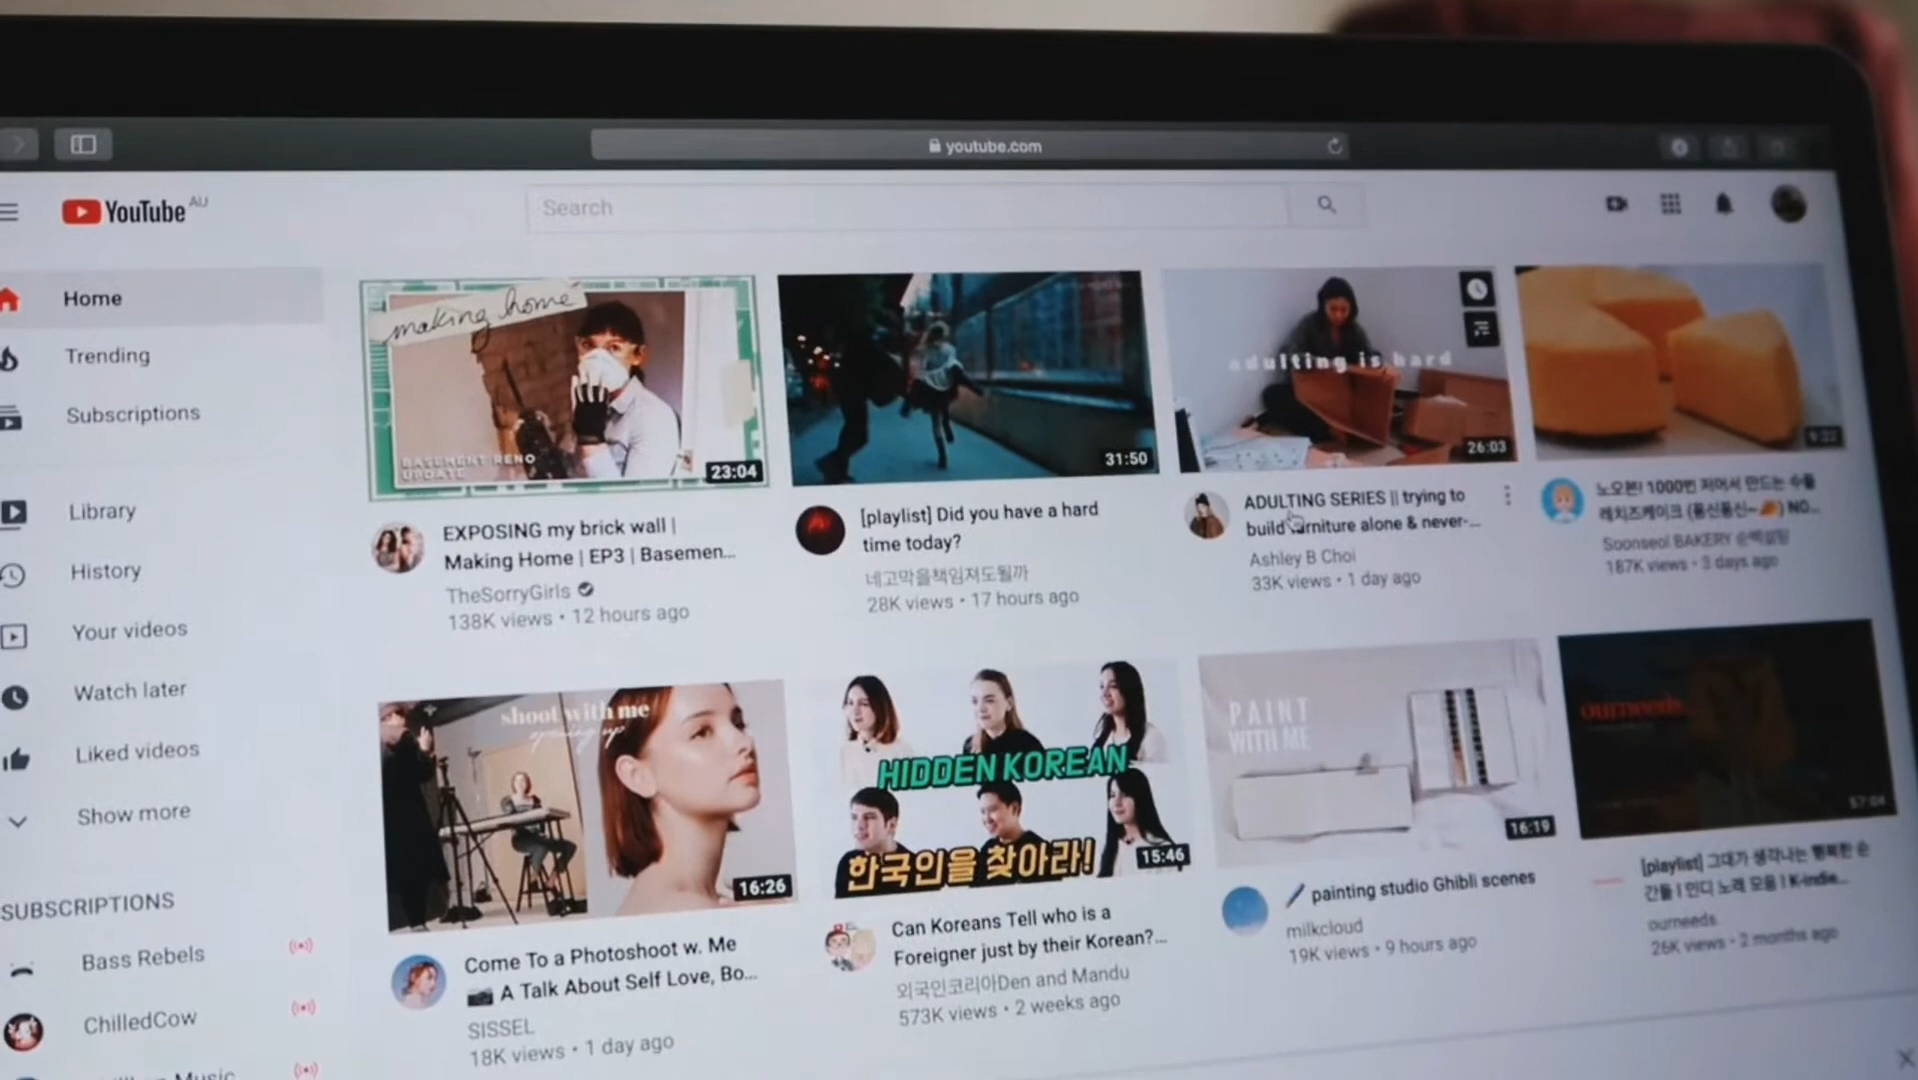 youtube.com
YouTube AU
Search
Home
Trending
Subscriptions
Library
History
Your videos
Watch later
Liked videos
Show more
SUBSCRIPTIONS
Bass Rebels
ChilledCow
Music
making home
BASEMENT RENO
UPDATE
23:04
EXPOSING my brick wall |
Making Home | EP3 | Basemen...
TheSorryGirls
138K views • 12 hours ago
31:50
[playlist] Did you have a hard
time today?
네고막을책임져도될까
28K views • 17 hours ago
adulting is hard
26:03
ADULTING SERIES || trying to
build furniture alone & never-...
Ashley B Choi
33K views • 1 day ago
9:22
노오븐! 1000번 저어서 만드는 수플
레치즈케이크 (퐁신퐁신~ NO...
Soonseol BAKERY
187K views • 3 days ago
shoot with me
opening up
16:26
Come To a Photoshoot w. Me
A Talk About Self Love, Bo...
SISSEL
18K views • 1 day ago
HIDDEN KOREAN
한국인을 찾아라!
15:46
Can Koreans Tell who is a
Foreigner just by their Korean?...
외국인코리아Den and Mandu
573K views • 2 weeks ago
PAINT
WITH ME
16:19
painting studio Ghibli scenes
milkcloud
19K views • 9 hours ago
ourneeds
57:04
[playlist] 그대가 생각나는 행복한 순
간들 | 인디 노래 모음 | K-indie...
ourneeds
26K views • 2 months ago